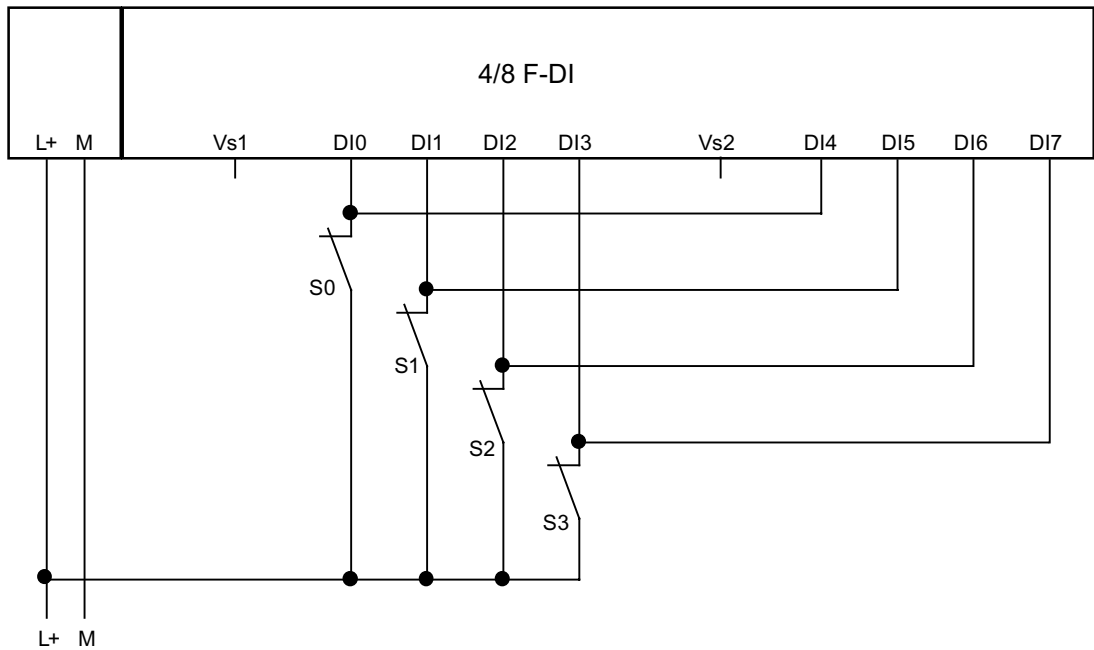 4/8 F-DI
L+ M Vs1 DI0 DI1 DI2 DI3 Vs2 DI4 DI5 DI6 DI7
S0
S1
S2
S3
L+ M